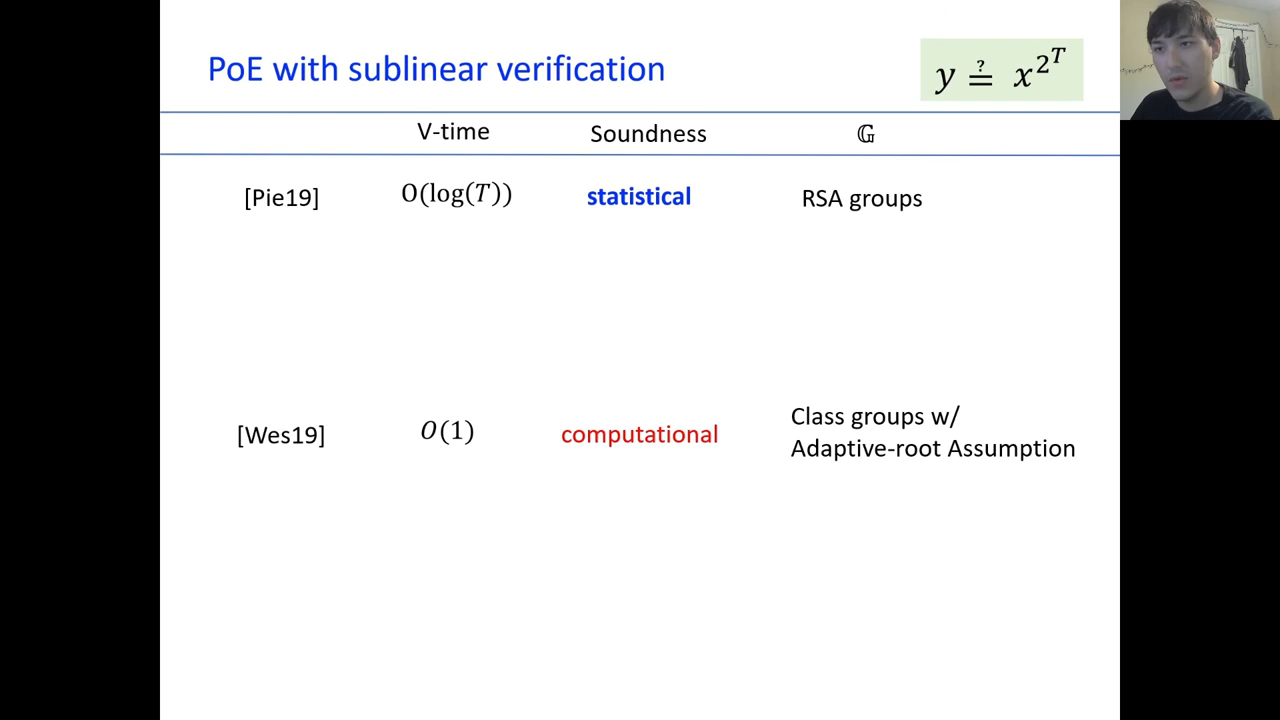 PoE with sublinear verification
y ≟ x^{2^T}
V-time Soundness 𝔾
[Pie19] O(log(T)) statistical RSA groups
[Wes19] O(1) computational Class groups w/
Adaptive-root Assumption